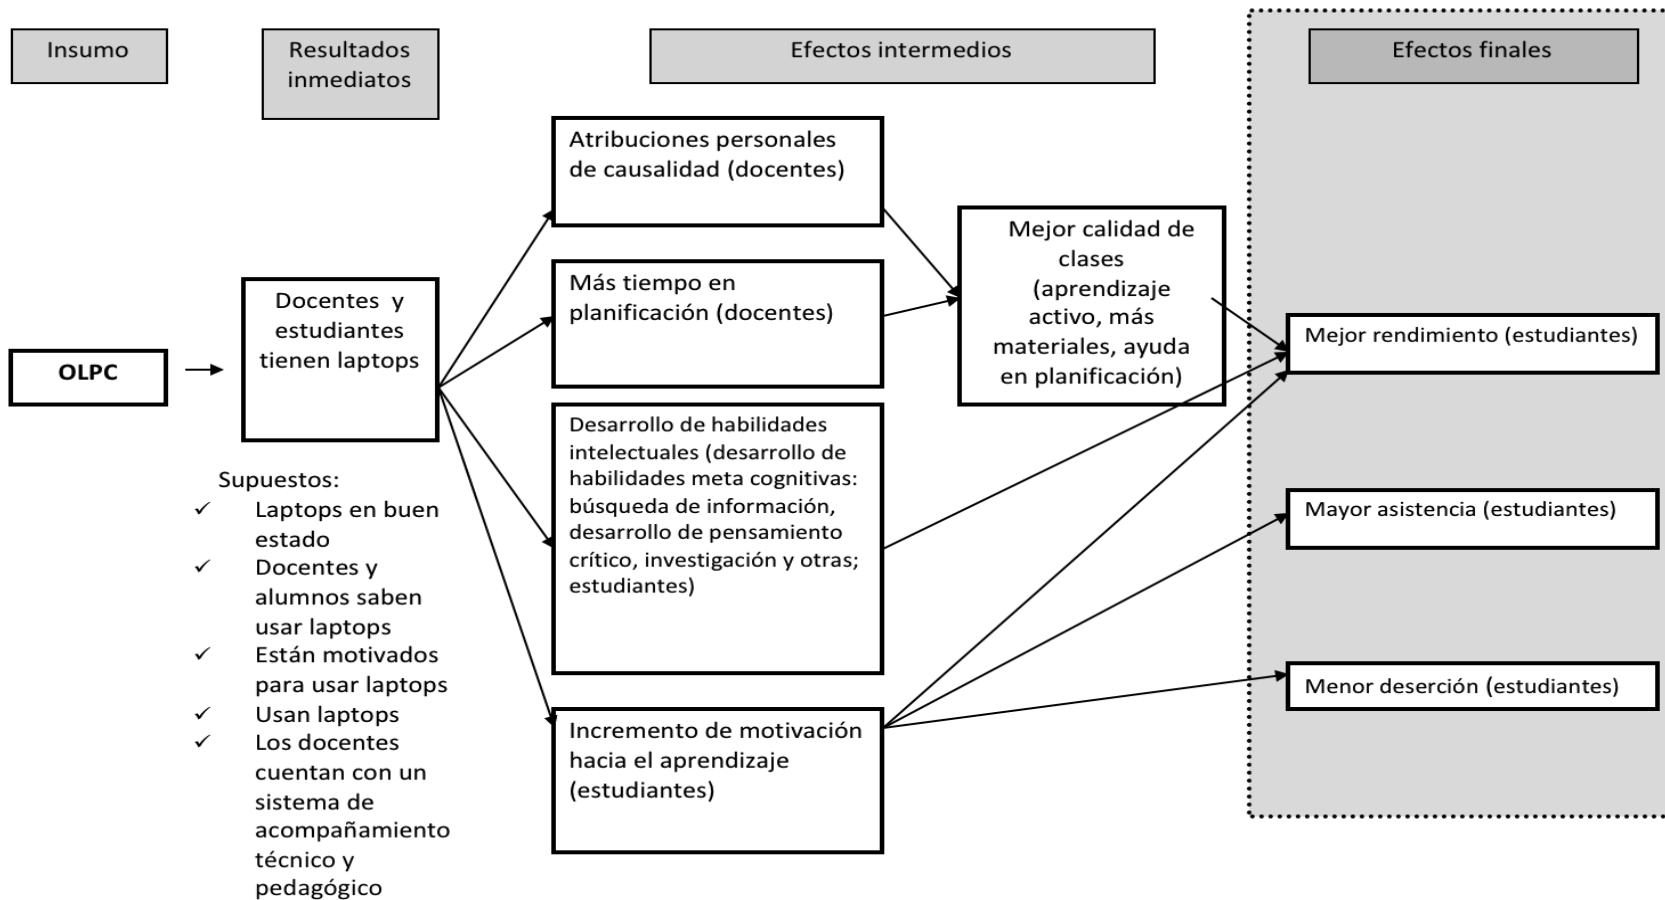 Insumo
Resultados
inmediatos
Efectos intermedios
Efectos finales
OLPC
Docentes y
estudiantes
tienen laptops
Supuestos:
✓ Laptops en buen
estado
✓ Docentes y
alumnos saben
usar laptops
✓ Están motivados
para usar laptops
✓ Usan laptops
✓ Los docentes
cuentan con un
sistema de
acompañamiento
técnico y
pedagógico
Atribuciones personales
de causalidad (docentes)
Más tiempo en
planificación (docentes)
Desarrollo de habilidades
intelectuales (desarrollo de
habilidades meta cognitivas:
búsqueda de información,
desarrollo de pensamiento
crítico, investigación y otras;
estudiantes)
Incremento de motivación
hacia el aprendizaje
(estudiantes)
Mejor calidad de
clases
(aprendizaje
activo, más
materiales, ayuda
en planificación)
Mejor rendimiento (estudiantes)
Mayor asistencia (estudiantes)
Menor deserción (estudiantes)